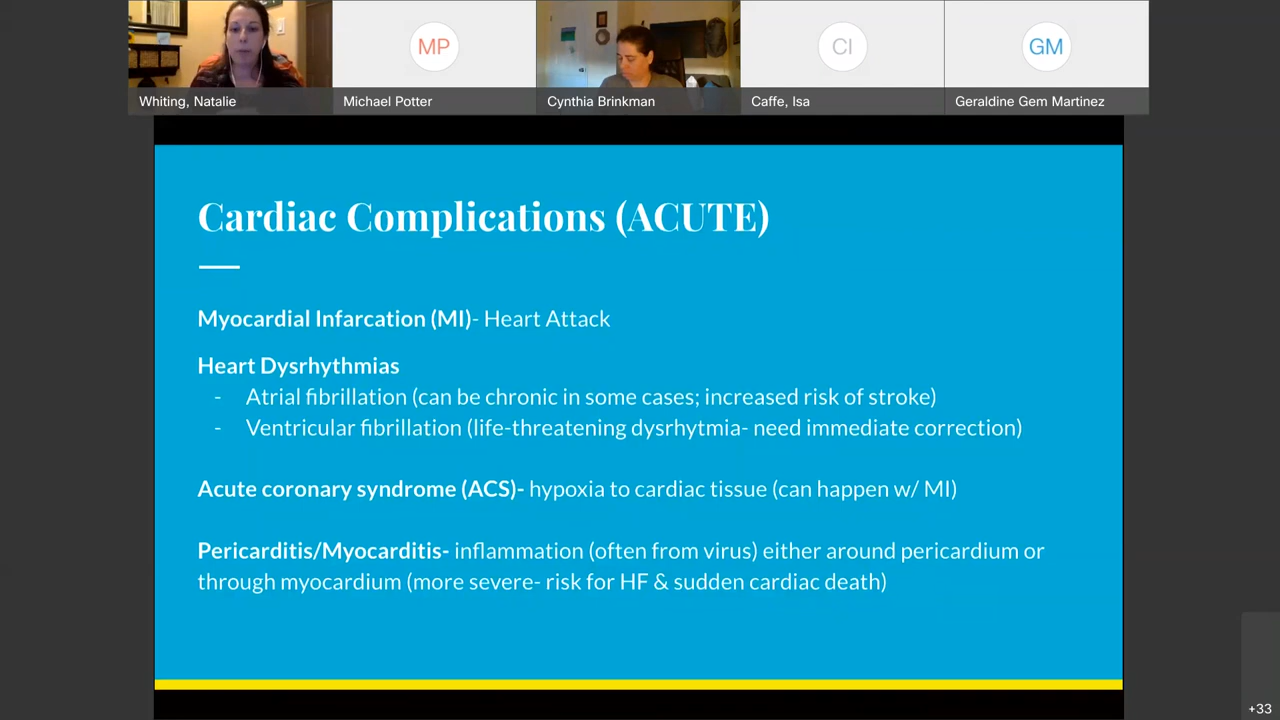 MP
CI
GM
Whiting, Natalie
Michael Potter
Cynthia Brinkman
Caffe, Isa
Geraldine Gem Martinez
Cardiac Complications (ACUTE)
Myocardial Infarcation (MI)- Heart Attack
Heart Dysrhythmias
- Atrial fibrillation (can be chronic in some cases; increased risk of stroke)
- Ventricular fibrillation (life-threatening dysrhytmia- need immediate correction)
Acute coronary syndrome (ACS)- hypoxia to cardiac tissue (can happen w/ MI)
Pericarditis/Myocarditis- inflammation (often from virus) either around pericardium or
through myocardium (more severe- risk for HF & sudden cardiac death)
+33